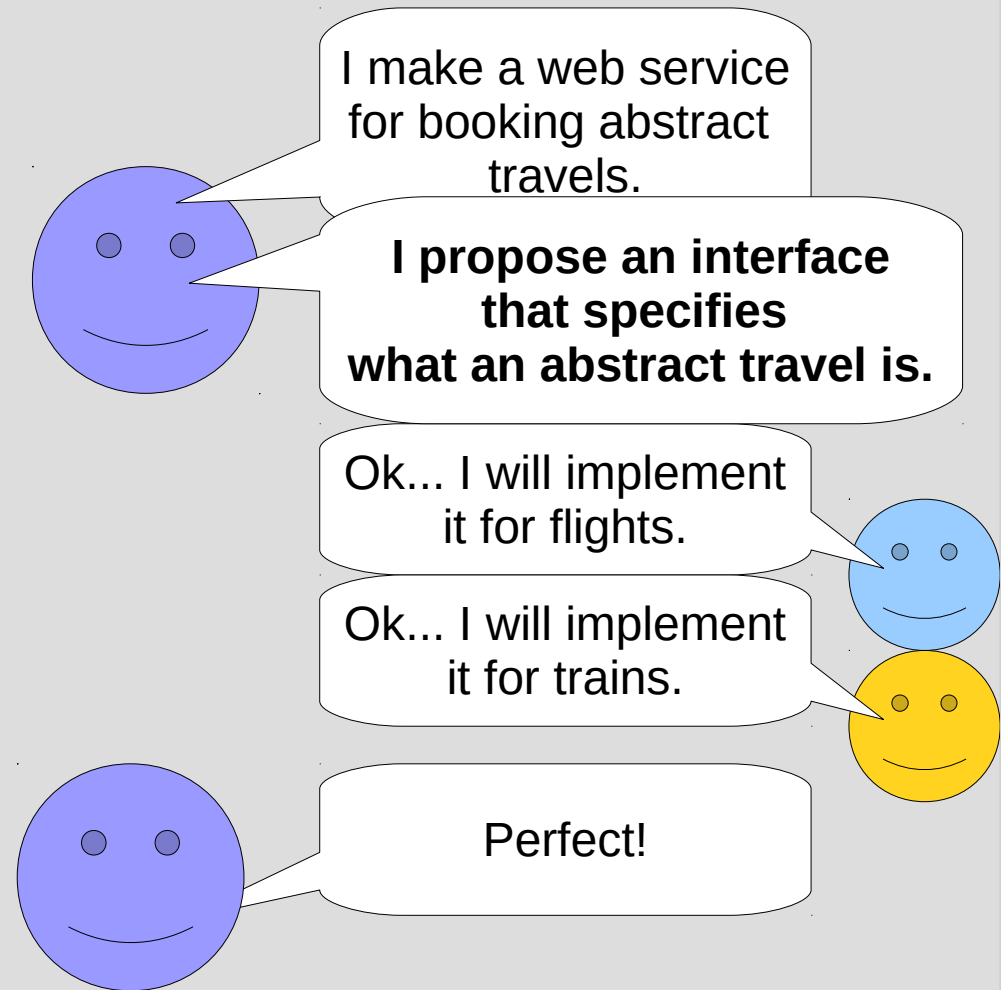 I make a web service
for booking abstract
travels.
I propose an interface
that specifies
what an abstract travel is.
Ok... I will implement
it for flights.
Ok... I will implement
it for trains.
Perfect!